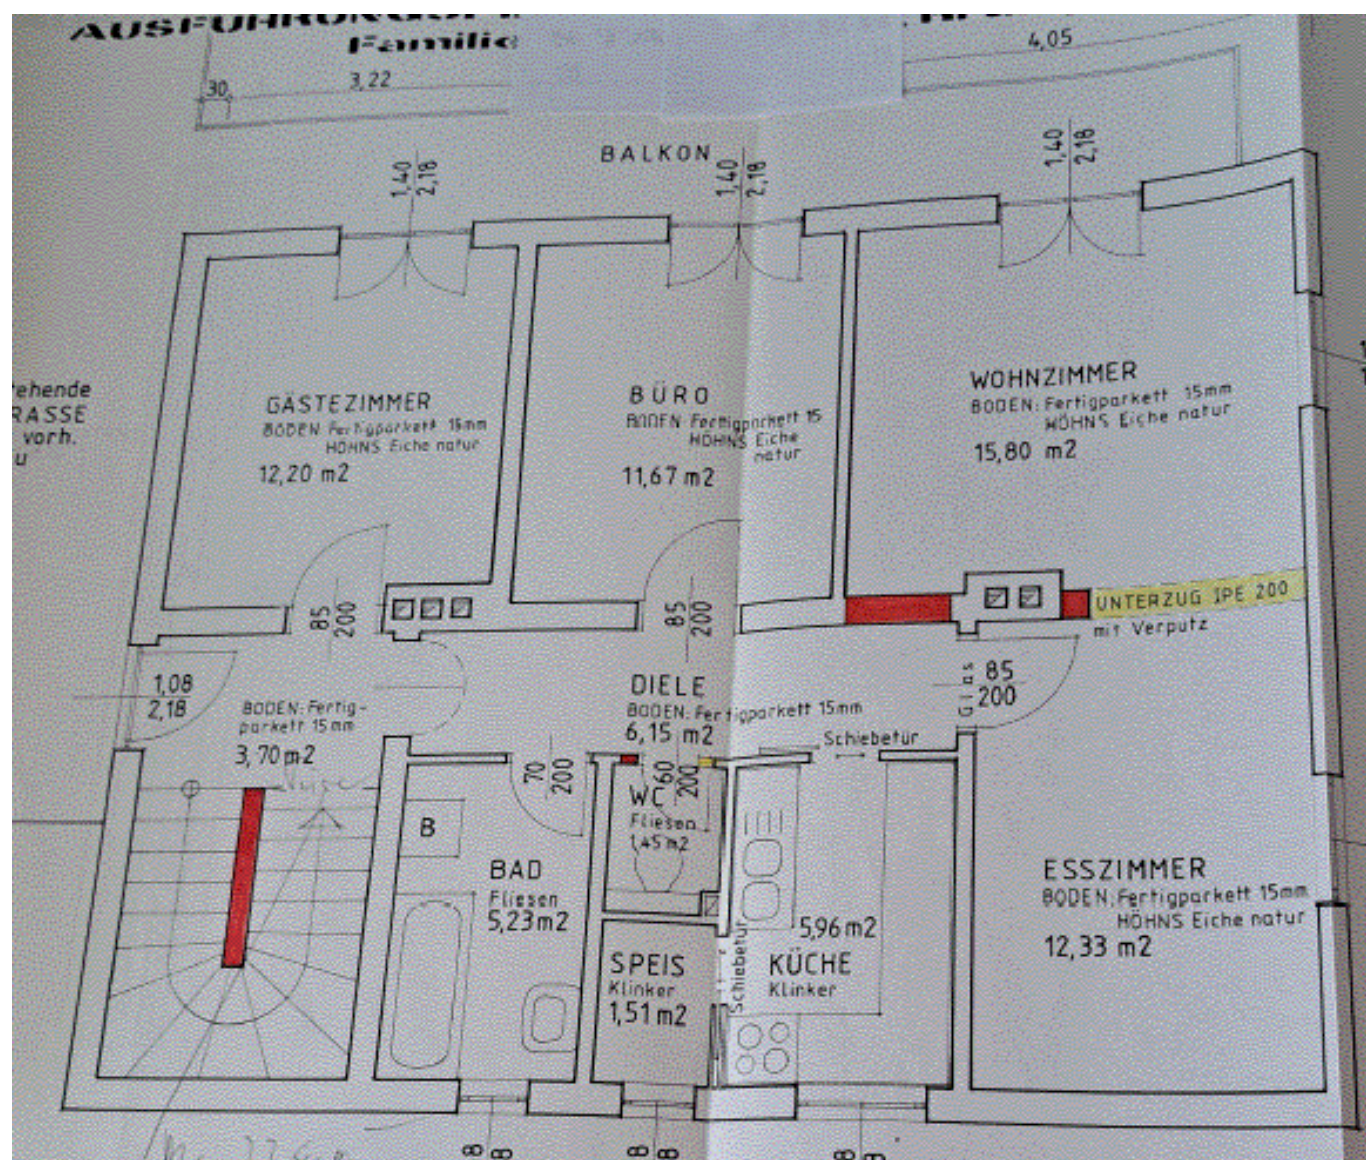 Familie
3,22
4,05
30
BALKON
1,40
2,18
1,40
2,18
1,40
2,18
tehende
RASSE
vorh.
u
GÄSTEZIMMER
BODEN: Fertigparkett 15mm
HÖHNS Eiche natur
12,20 m2
BÜRO
BODEN: Fertigparkett 15
HÖHNS Eiche
natur
11,67 m2
WOHNZIMMER
BODEN: Fertigparkett 15mm
HÖHNS Eiche natur
15,80 m2
85
200
85
200
UNTERZUG IPE 200
mit Verputz
1,08
2,18
BODEN: Fertig-
parkett 15mm
3,70 m2
DIELE
BODEN: Fertigparkett 15mm
6,15 m2
Glas
85
200
Schiebetür
70
200
60
200
WC
Fliesen
1,45 m2
B
BAD
Fliesen
5,23 m2
SPEIS
Klinker
1,51 m2
Schiebetür
5,96 m2
KÜCHE
Klinker
ESSZIMMER
BODEN: Fertigparkett 15mm
HÖHNS Eiche natur
12,33 m2